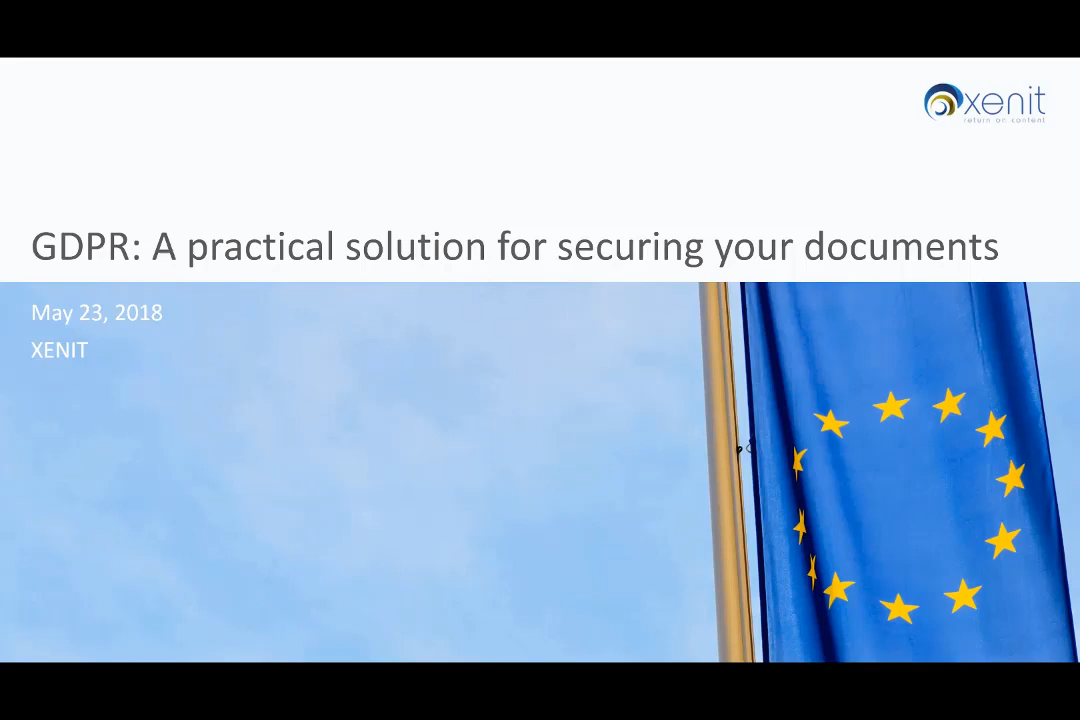 xenit
return on content
GDPR: A practical solution for securing your documents
May 23, 2018
XENIT